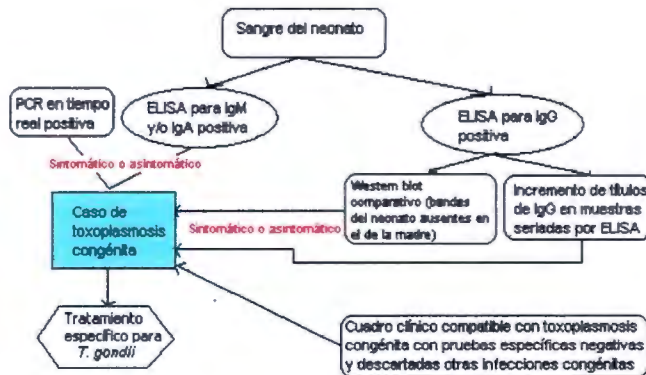 Sangre del neonato
PCR en tiempo
real positiva
ELISA para IgM
y/o IgA positiva
ELISA para IgG
positiva
Sintomático o asintomático
Western blot
comparativo (bandas
del neonato ausentes en
el de la madre)
Incremento de títulos
de IgG en muestras
seriadas por ELISA
Caso de
toxoplasmosis
congénita
Sintomático o asintomático
Tratamiento
específico para
T. gondii
Cuadro clínico compatible con toxoplasmosis
congénita con pruebas específicas negativas
y descartadas otras infecciones congénitas